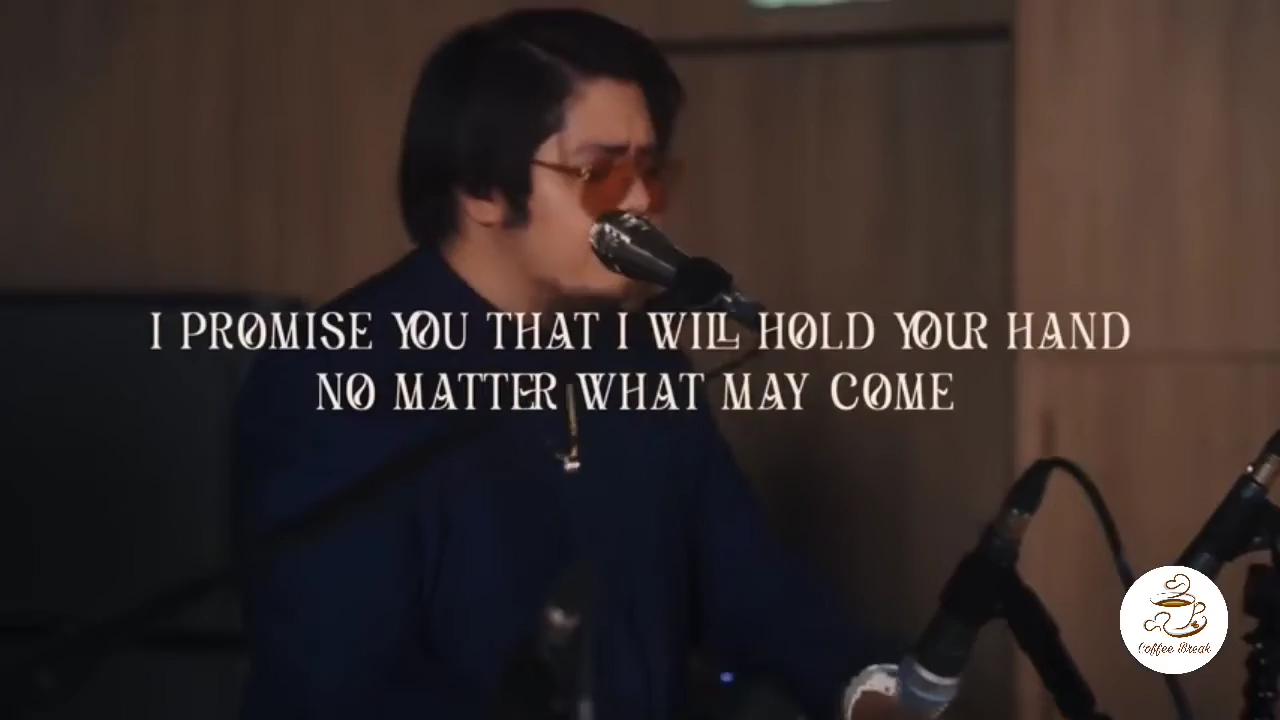 I PROMISE YOU THAT I WILL HOLD YOUR HAND
NO MATTER WHAT MAY COME
Coffee Break